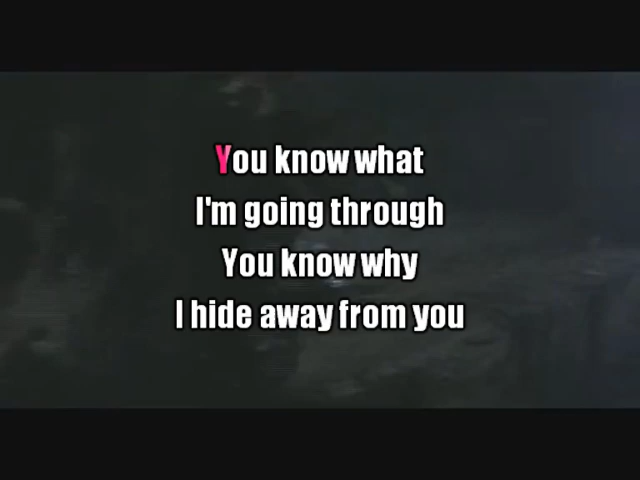 You know what
I'm going through
You know why
I hide away from you